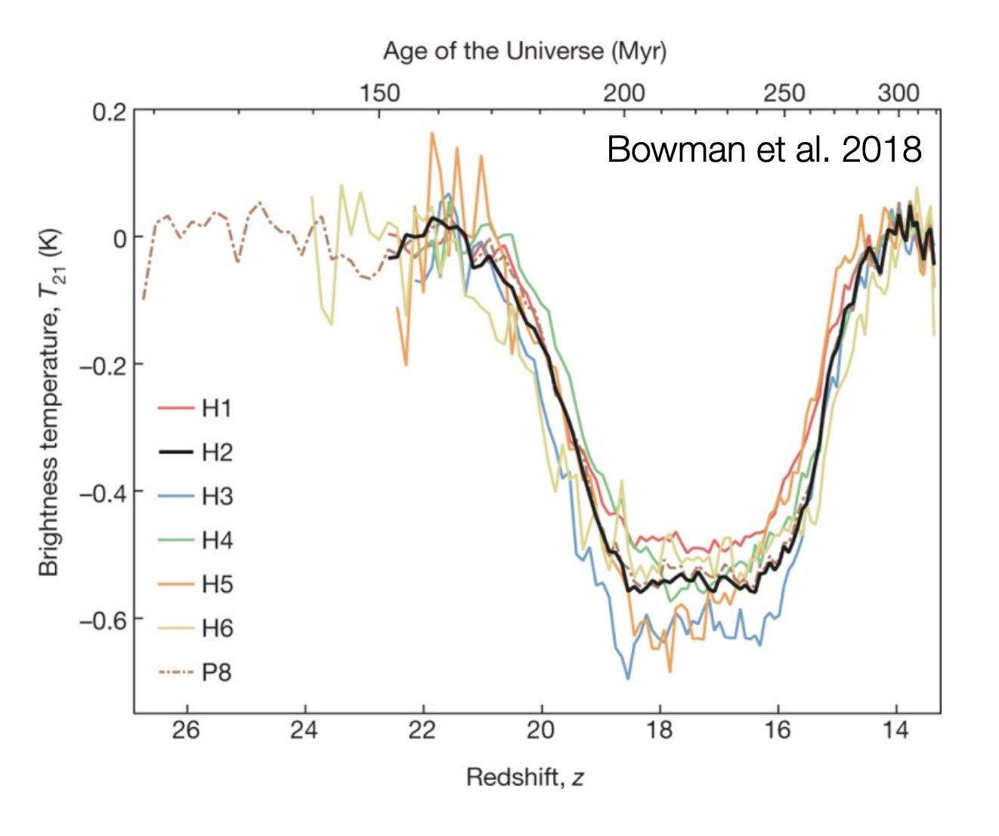 Age of the Universe (Myr)
150 200 250 300
Bowman et al. 2018
0.2
0
−0.2
−0.4
−0.6
Brightness temperature, T21 (K)
H1
H2
H3
H4
H5
H6
P8
26 24 22 20 18 16 14
Redshift, z